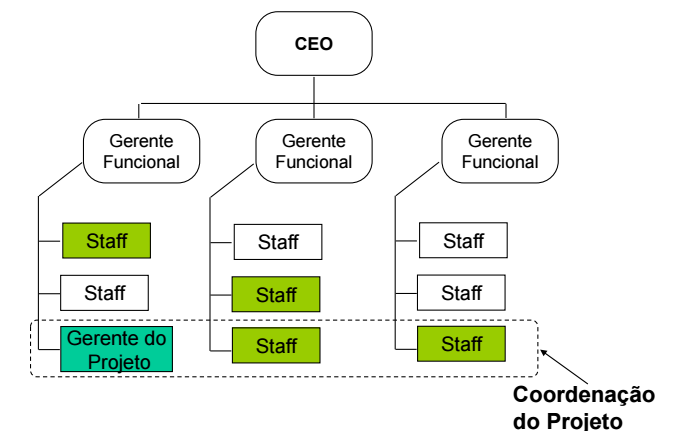 CEO
Gerente
Funcional
Gerente
Funcional
Gerente
Funcional
Staff
Staff
Staff
Staff
Staff
Staff
Gerente do
Projeto
Staff
Staff
Coordenação
do Projeto